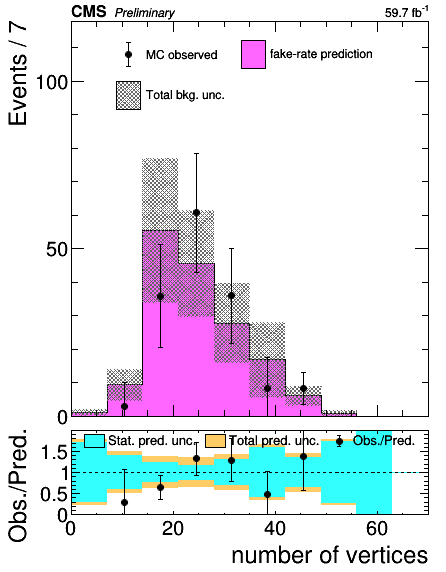 CMS Preliminary 59.7 fb-1
Events / 7
MC observed
fake-rate prediction
Total bkg. unc.
100
50
0
Obs./Pred.
Stat. pred. unc.
Total pred. unc.
Obs./Pred.
1.5
1
0.5
0
0 20 40 60
number of vertices